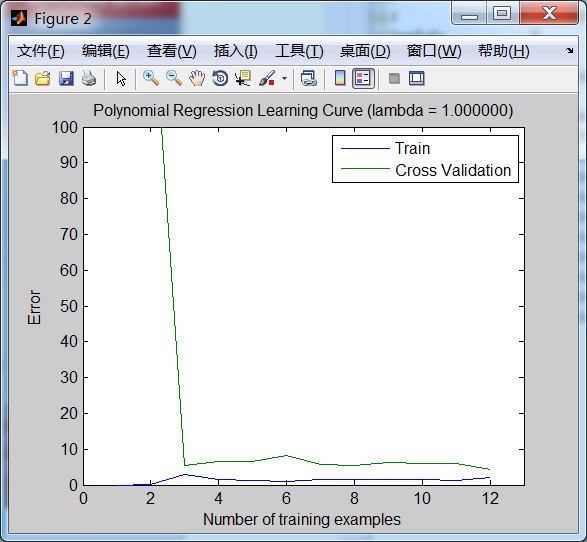 Figure 2
文件(F) 编辑(E) 查看(V) 插入(I) 工具(T) 桌面(D) 窗口(W) 帮助(H)
Polynomial Regression Learning Curve (lambda = 1.000000)
Train
Cross Validation
100
90
80
70
60
50
40
30
20
10
0
Error
0 2 4 6 8 10 12
Number of training examples